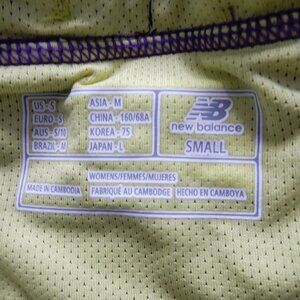 US-S
EURO-S
AUS-S/10
BRAZIL-M
ASIA - M
CHINA-160/68A
KOREA-75
JAPAN-L
NB
new balance
SMALL
WOMENS/FEMMES/MUJERES
MADE IN CAMBODIA
FABRIQUÉ AU CAMBODGE
HECHO EN CAMBOYA